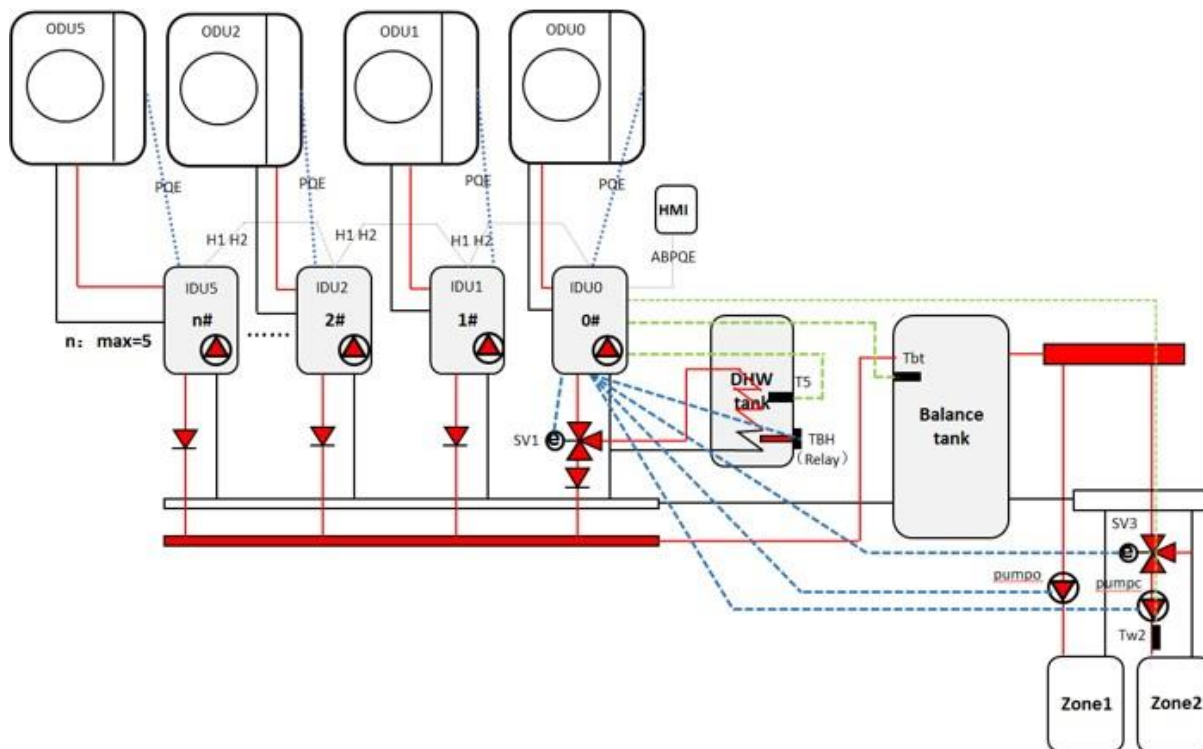 ODU5
ODU2
ODU1
ODU0
PQE
PQE
PQE
PQE
HMI
H1 H2
H1 H2
ABPQE
IDU5
IDU2
IDU1
IDU0
n#
2#
1#
0#
n： max=5
......
Tbt
T5
DHW
tank
Balance
tank
SV1
e
TBH
（Relay）
SV3
e
pumpo
pumpc
Tw2
Zone1
Zone2